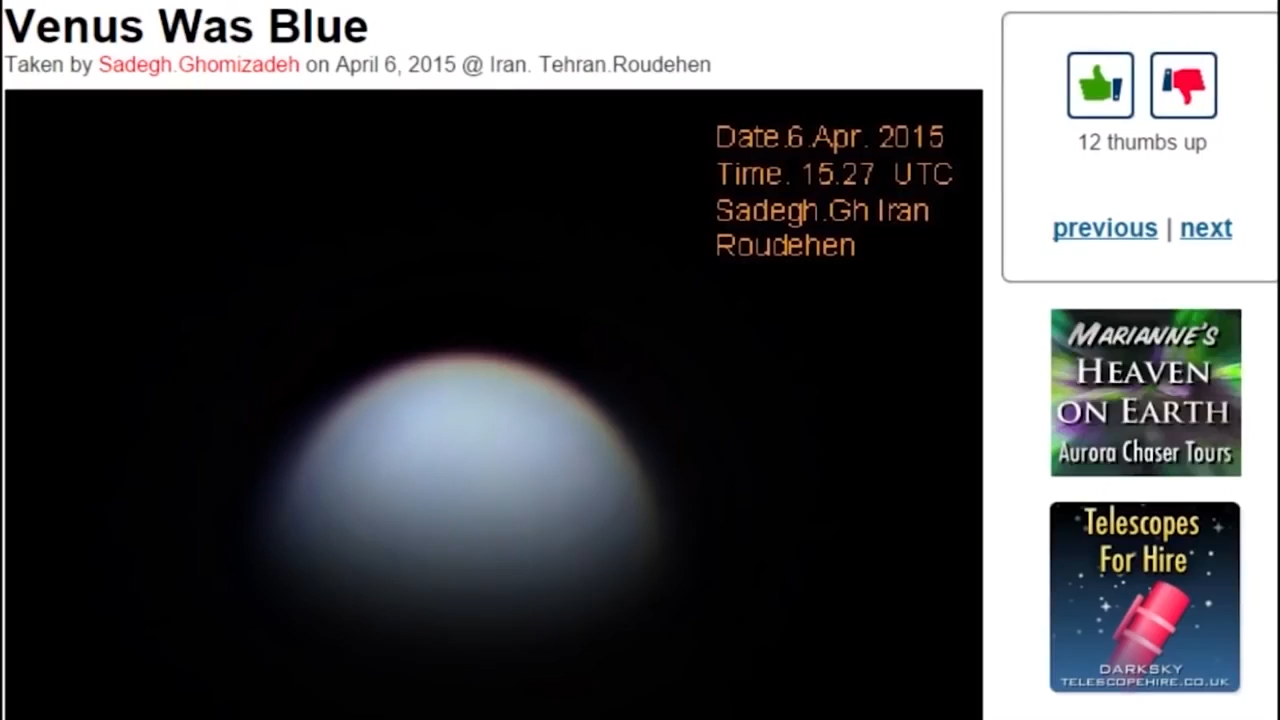 Venus Was Blue
Taken by Sadegh.Ghomizadeh on April 6, 2015 @ Iran. Tehran.Roudehen
Date.6.Apr. 2015
Time. 15.27 UTC
Sadegh.Gh Iran
Roudehen
12 thumbs up
previous | next
MARIANNE'S
HEAVEN
ON EARTH
Aurora Chaser Tours
Telescopes
For Hire
DARKSKY
TELESCOPEHIRE.CO.UK